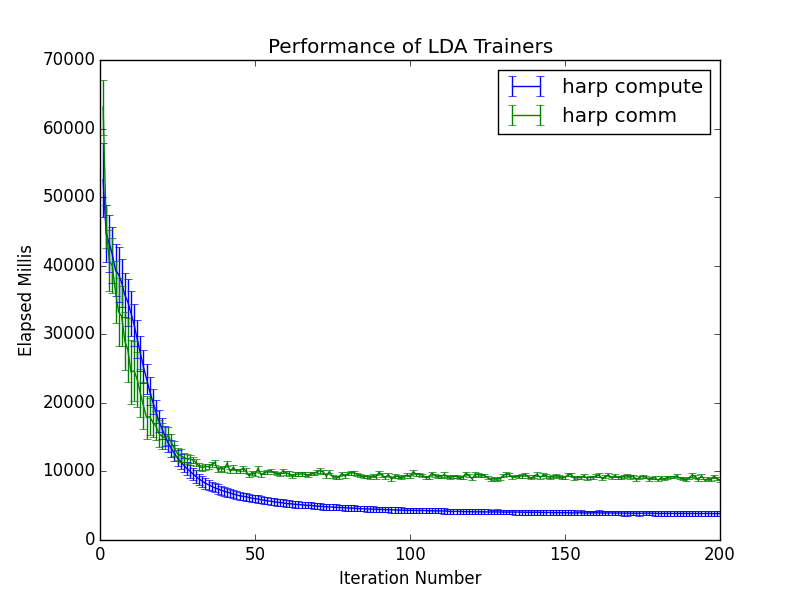 Performance of LDA Trainers
harp compute
harp comm
Elapsed Millis
70000
60000
50000
40000
30000
20000
10000
0
0 50 100 150 200
Iteration Number